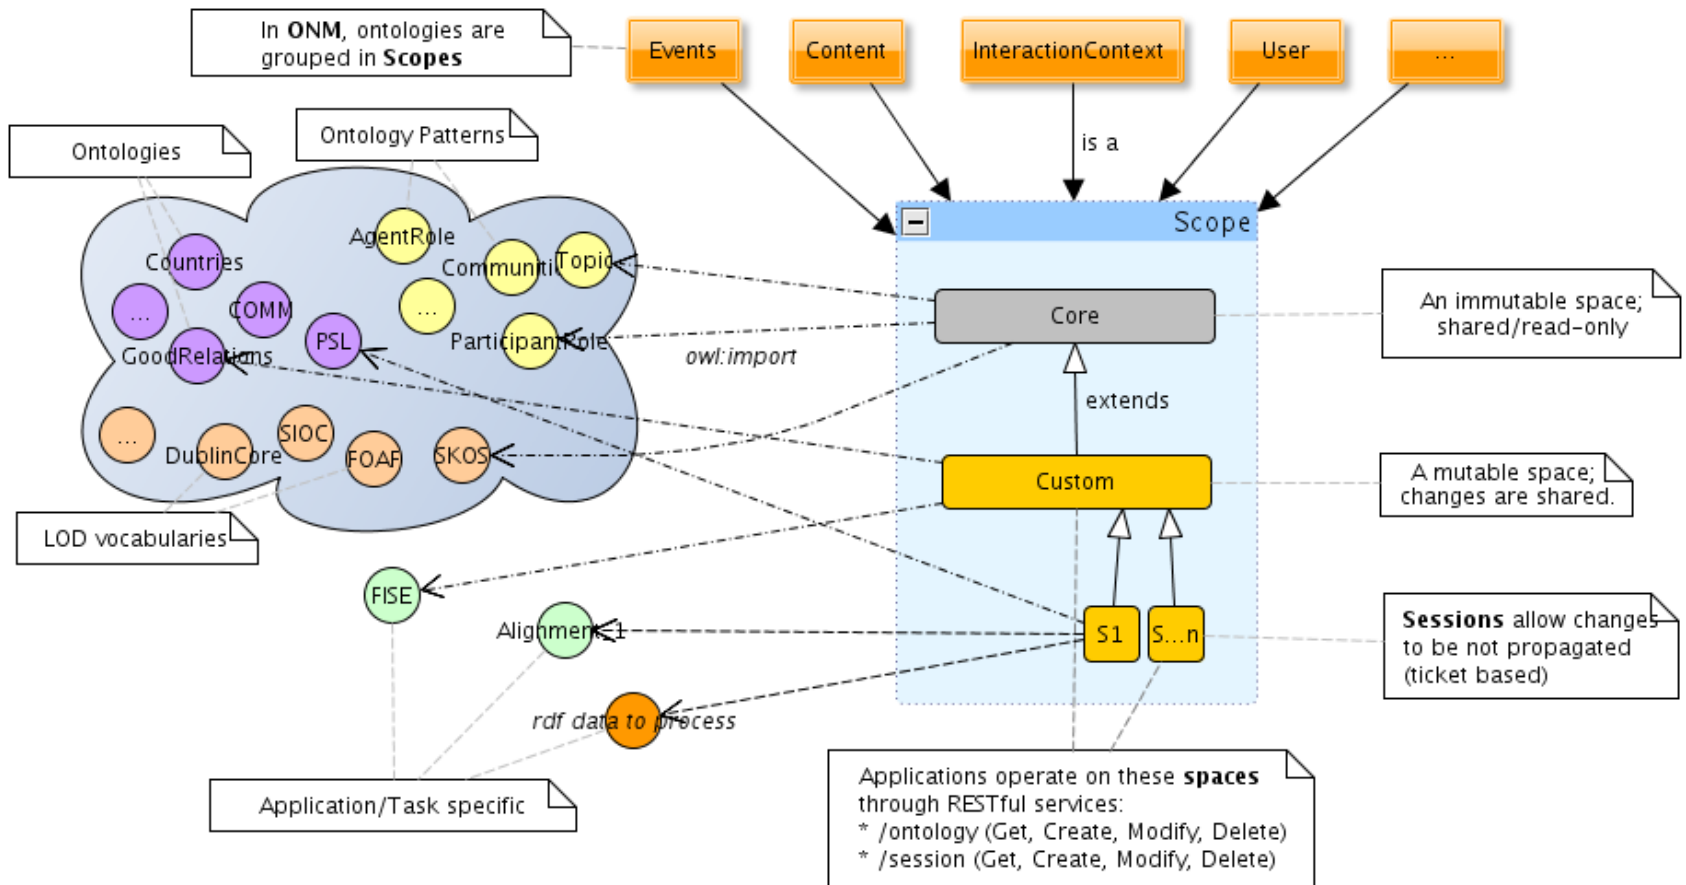 In ONM, ontologies are
grouped in Scopes
Events
Content
InteractionContext
User
...
Ontologies
Ontology Patterns
is a
Scope
AgentRole
Countries
Communiti
Topic
...
COMM
...
PSL
GoodRelations
ParticipantRole
owl:import
Core
An immutable space;
shared/read-only
extends
...
SIOC
DublinCore
FOAF
SKOS
Custom
A mutable space;
changes are shared.
LOD vocabularies
FISE
Alignment_1
S1
S...n
Sessions allow changes
to be not propagated
(ticket based)
rdf data to process
Application/Task specific
Applications operate on these spaces
through RESTful services:
* /ontology (Get, Create, Modify, Delete)
* /session (Get, Create, Modify, Delete)